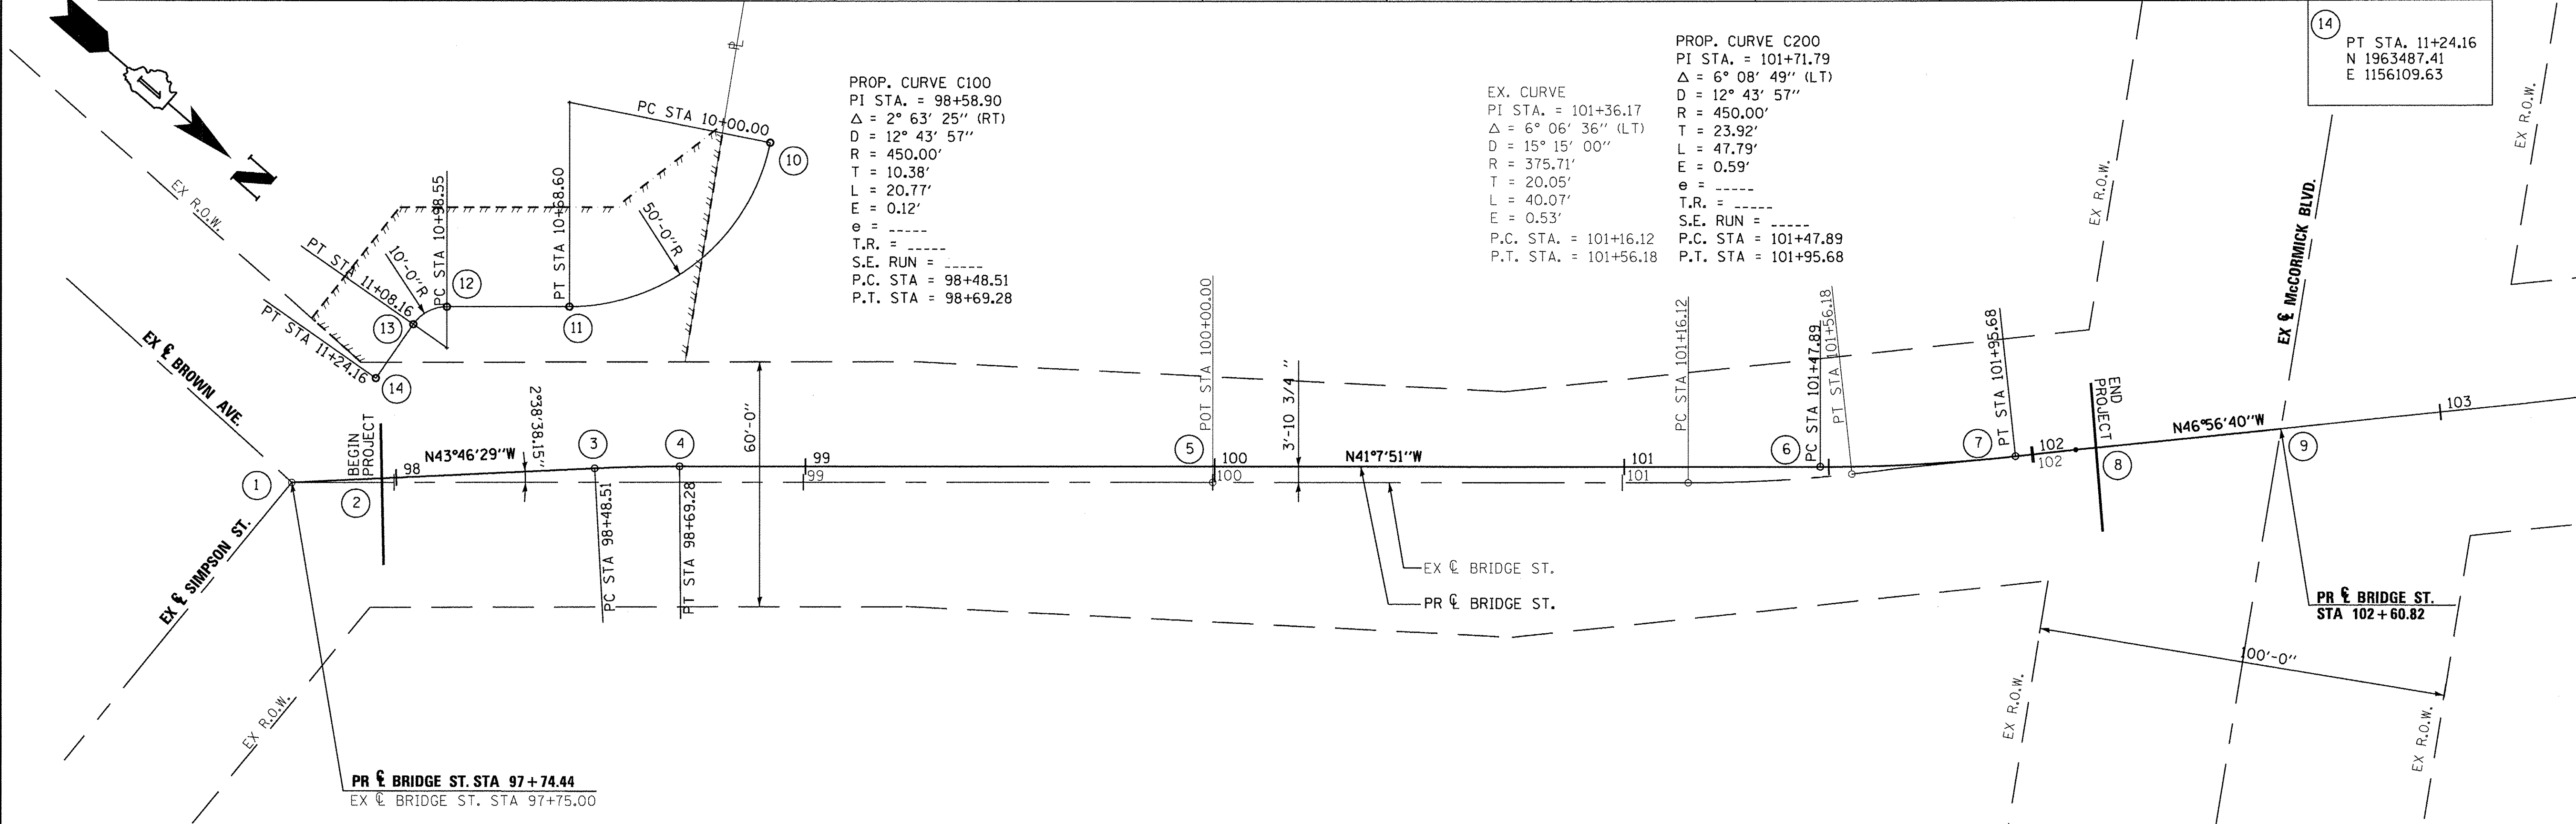 14
PT STA. 11+24.16
N 1963487.41
E 1156109.63
PROP. CURVE C100
PI STA. = 98+58.90
Δ = 2° 63' 25" (RT)
D = 12° 43' 57"
R = 450.00'
T = 10.38'
L = 20.77'
E = 0.12'
e = _____
T.R. = _____
S.E. RUN = _____
P.C. STA = 98+48.51
P.T. STA = 98+69.28
EX. CURVE
PI STA. = 101+36.17
Δ = 6° 06' 36" (LT)
D = 15° 15' 00"
R = 375.71'
T = 20.05'
L = 40.07'
E = 0.53'
P.C. STA. = 101+16.12
P.T. STA. = 101+56.18
PROP. CURVE C200
PI STA. = 101+71.79
Δ = 6° 08' 49" (LT)
D = 12° 43' 57"
R = 450.00'
T = 23.92'
L = 47.79'
E = 0.59'
e = _____
T.R. = _____
S.E. RUN = _____
P.C. STA = 101+47.89
P.T. STA = 101+95.68
N
PL
PC STA 10+00.00
10
50'-0"R
PT STA 10+68.60
11
PC STA 10+98.55
12
10'-0"R
PT STA 11+08.16
13
PT STA 11+24.16
14
EX R.O.W.
EX ℄ BROWN AVE.
EX ℄ SIMPSON ST.
EX R.O.W.
1
2
BEGIN
PROJECT
98
N43°46'29"W
2°38'38.15"
3
PC STA 98+48.51
4
PT STA 98+69.28
60'-0"
99
99
5
POT STA 100+00.00
100
100
3'-10 3/4 "
N41°7'51"W
EX ℄ BRIDGE ST.
PR ℄ BRIDGE ST.
101
101
PC STA 101+16.12
6
PC STA 101+47.89
PT STA 101+56.18
7
PT STA 101+95.68
102
102
END
PROJECT
8
N46°56'40"W
9
103
EX ℄ McCORMICK BLVD.
EX R.O.W.
EX R.O.W.
PR ℄ BRIDGE ST.
STA 102+60.82
100'-0"
EX R.O.W.
EX R.O.W.
PR ℄ BRIDGE ST. STA 97+74.44
EX ℄ BRIDGE ST. STA 97+75.00